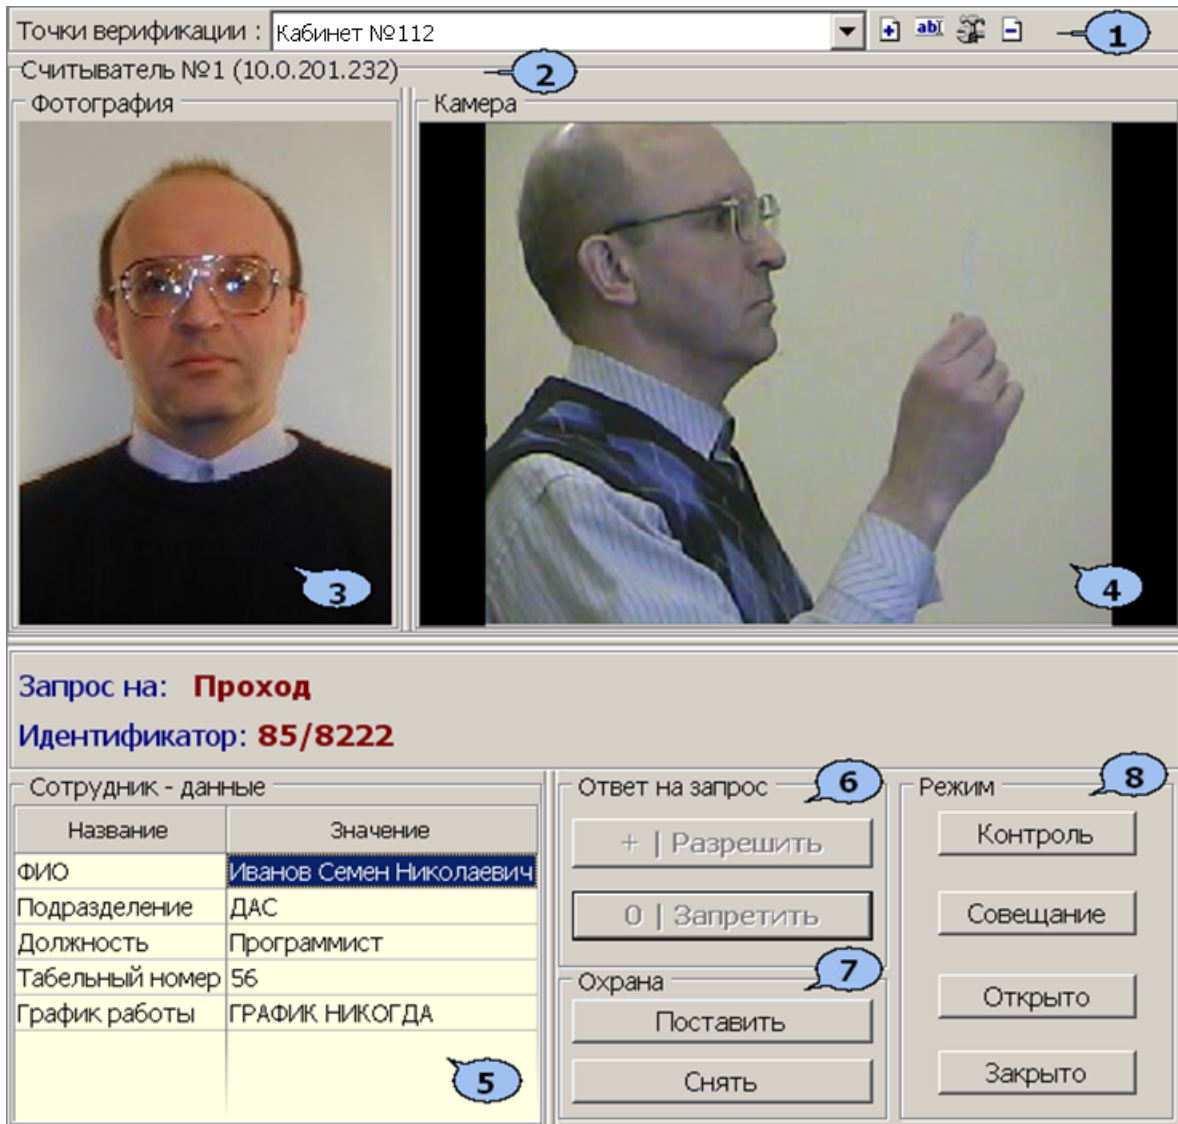 Точки верификации : Кабинет №112 abl 1
Считыватель №1 (10.0.201.232) 2
Фотография Камера
3 4
Запрос на: Проход
Идентификатор: 85/8222
Сотрудник - данные
Название Значение
ФИО Иванов Семен Николаевич
Подразделение ДАС
Должность Программист
Табельный номер 56
График работы ГРАФИК НИКОГДА
5
Ответ на запрос 6
+ | Разрешить
0 | Запретить
Охрана 7
Поставить
Снять
Режим 8
Контроль
Совещание
Открыто
Закрыто